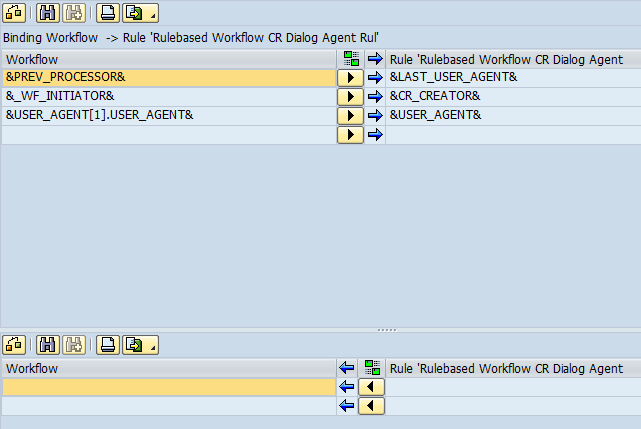 Binding Workflow -> Rule 'Rulebased Workflow CR Dialog Agent Rul'
Workflow Rule 'Rulebased Workflow CR Dialog Agent
&PREV_PROCESSOR& &LAST_USER_AGENT&
&_WF_INITIATOR& &CR_CREATOR&
&USER_AGENT[1].USER_AGENT& &USER_AGENT&
Workflow Rule 'Rulebased Workflow CR Dialog Agent